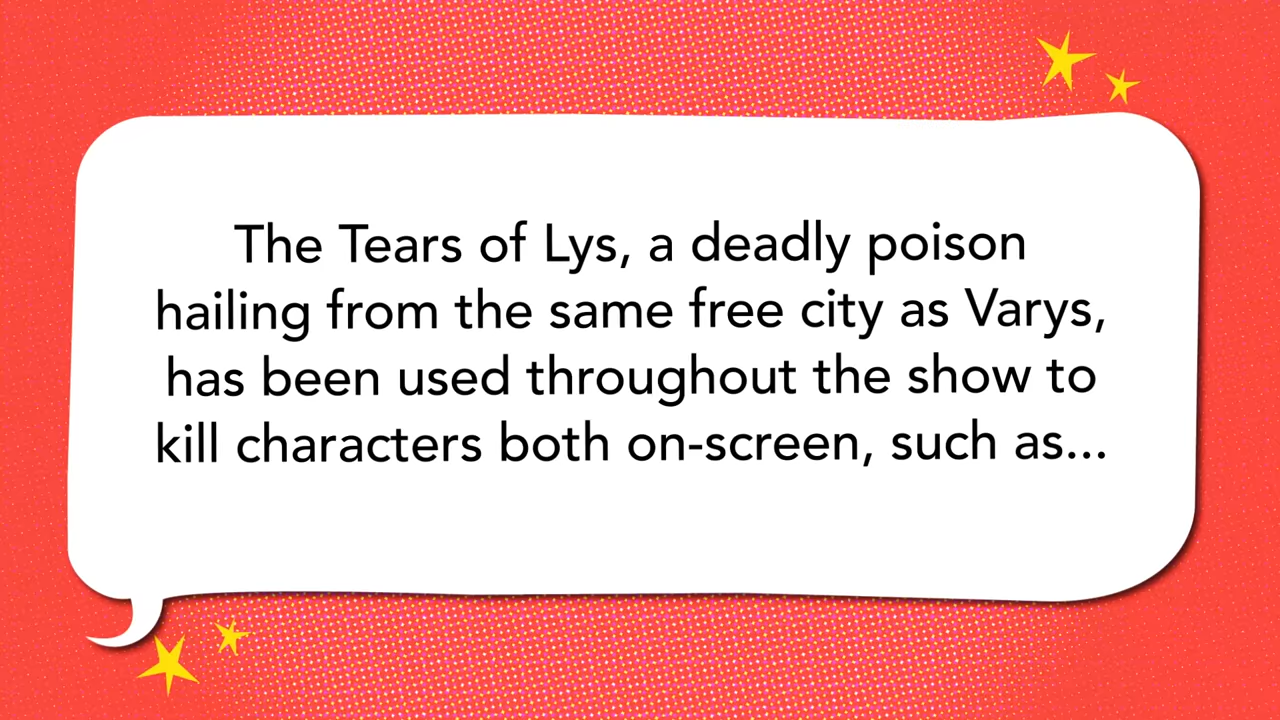 The Tears of Lys, a deadly poison
hailing from the same free city as Varys,
has been used throughout the show to
kill characters both on-screen, such as...